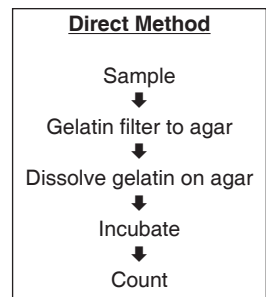 Direct Method
Sample
Gelatin filter to agar
Dissolve gelatin on agar
Incubate
Count